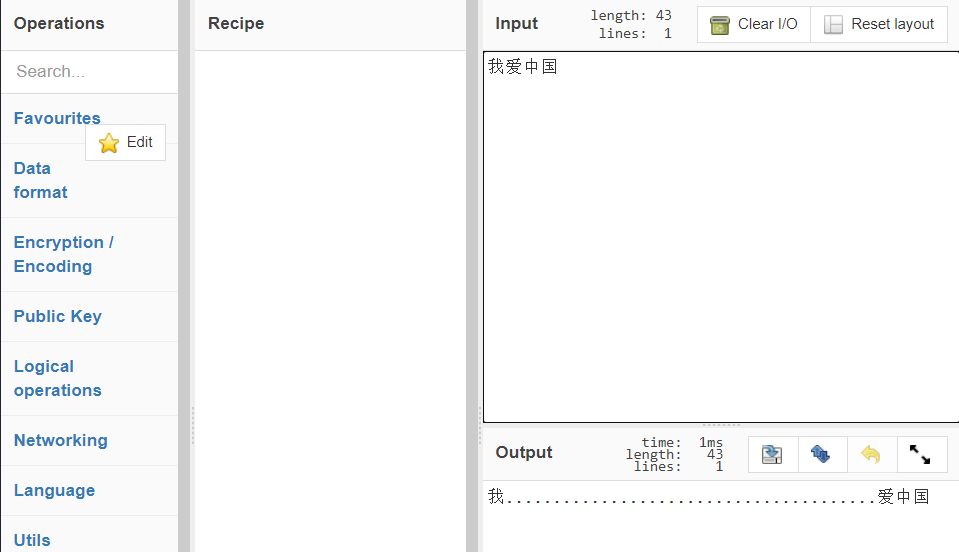 Operations
Search...
Favourites
Edit
Data
format
Encryption /
Encoding
Public Key
Logical
operations
Networking
Language
Utils
Recipe
Input
length: 43
lines: 1
Clear I/O
Reset layout
我爱中国
Output
time: 1ms
length: 43
lines: 1
我.......................................爱中国